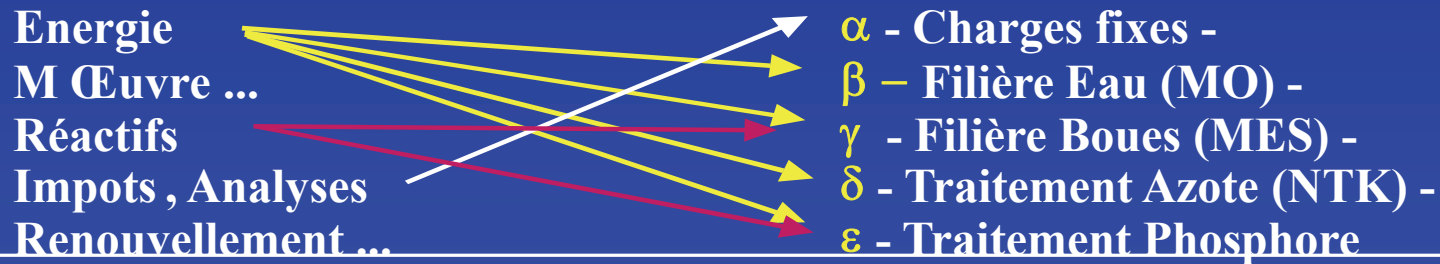 Energie
M Œuvre ...
Réactifs
Impots , Analyses
Renouvellement ...
α - Charges fixes -
β – Filière Eau (MO) -
γ - Filière Boues (MES) -
δ - Traitement Azote (NTK) -
ε - Traitement Phosphore